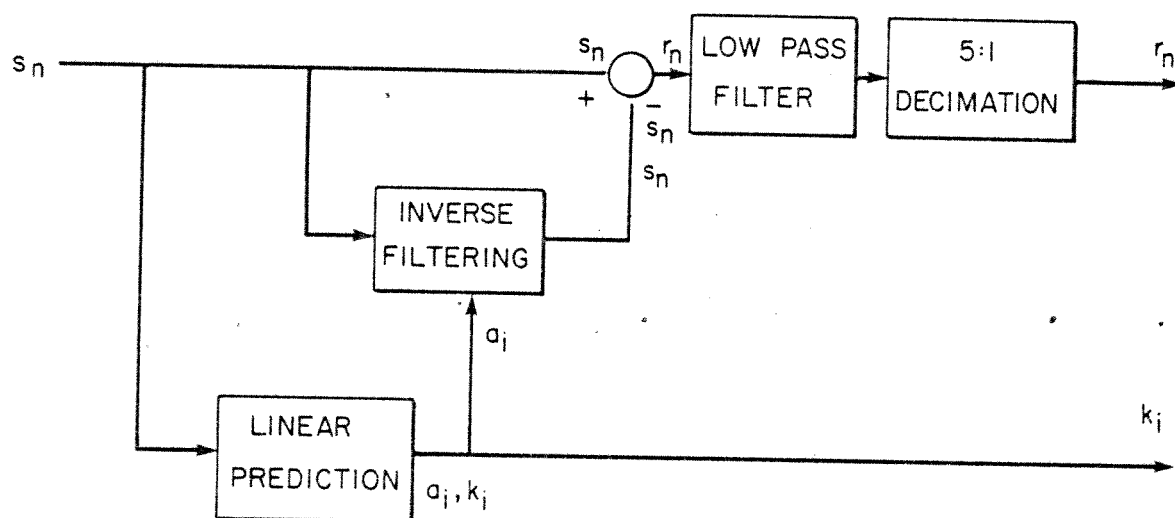 s_n
s_n
+
−
s_n
s_n
r_n
LOW PASS
FILTER
5:1
DECIMATION
r_n
INVERSE
FILTERING
a_i
LINEAR
PREDICTION
a_i, k_i
k_i